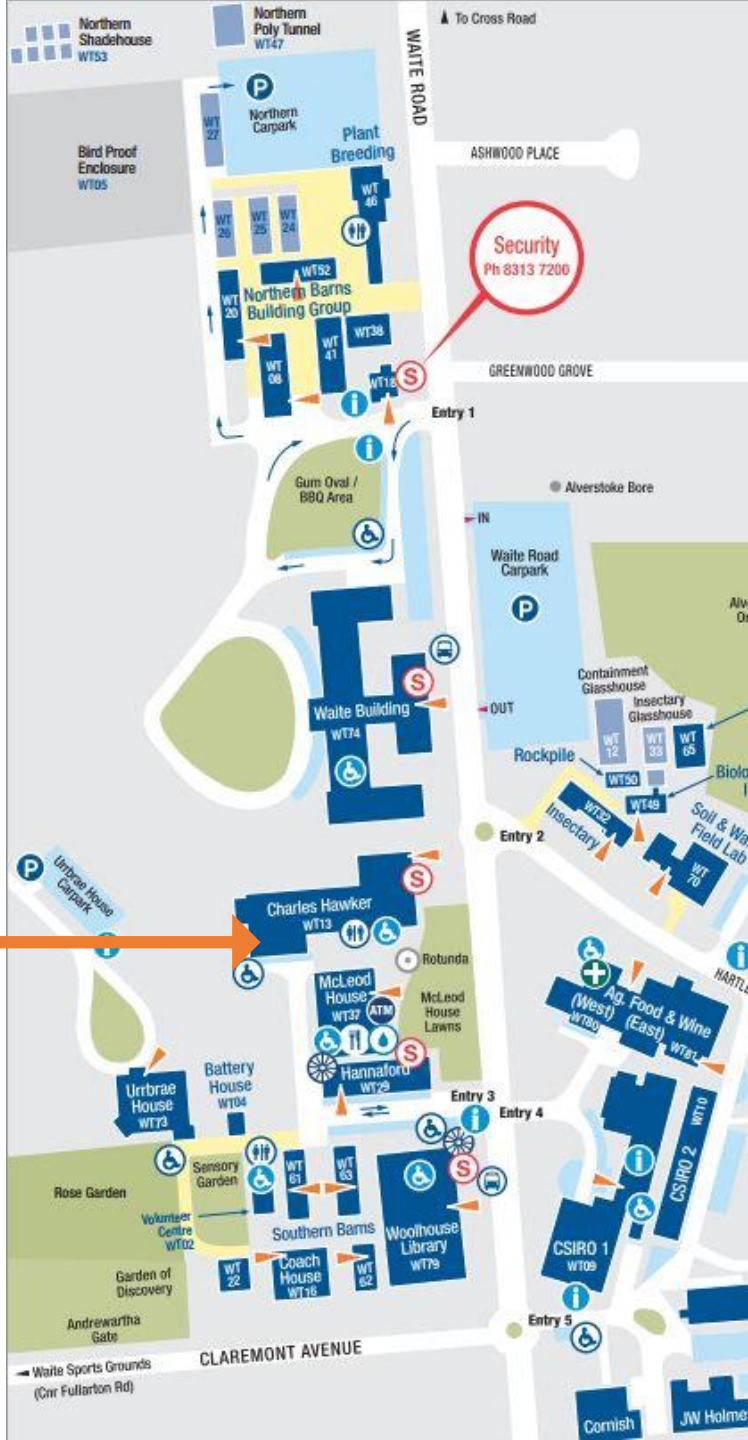 Northern
Shadehouse
WT53
Northern
Poly Tunnel
WT47
To Cross Road
WAITE ROAD
P
Northern
Carpark
WT
27
Plant
Breeding
ASHWOOD PLACE
Bird Proof
Enclosure
WT05
WT
46
WT
26
WT
25
WT
24
Security
Ph 8313 7200
WT52
Northern Barns
Building Group
WT
20
WT
41
WT38
WT
08
WT18
S
GREENWOOD GROVE
i
Entry 1
i
Gum Oval /
BBQ Area
Alverstoke Bore
IN
Waite Road
Carpark
P
Containment
Glasshouse
Insectary
Glasshouse
S
Waite Building
WT74
OUT
WT
12
WT
33
WT
65
Rockpile
WT50
WT49
WT32
Insectary
Field Lab
WT
70
Entry 2
P
Urrbrae House
Carpark
i
S
Charles Hawker
WT13
Rotunda
McLeod
House
WT37
ATM
McLeod
House
Lawns
S
Hannaford
WT29
i
Ag. Food & Wine
(West)
(East)
WT80
WT81
Urrbrae
House
WT73
Battery
House
WT04
Entry 3
i
Entry 4
S
WT10
CSIRO 2
i
Rose Garden
Sensory
Garden
WT
61
WT
63
Volunteer
Centre
WT02
Southern Barns
Woolhouse
Library
WT79
CSIRO 1
WT09
Garden of
Discovery
WT
22
Coach
House
WT16
WT
62
i
Andrewartha
Gate
Entry 5
CLAREMONT AVENUE
Waite Sports Grounds
(Cnr Fullarton Rd)
Cornish
JW Holme